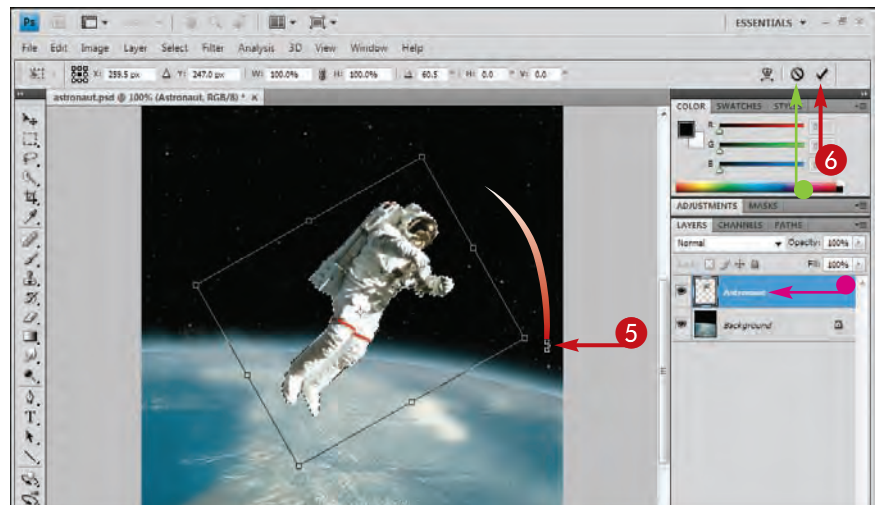 Ps ESSENTIALS
File Edit Image Layer Select Filter Analysis 3D View Window Help
X: 259.5 px Y: 247.0 px W: 100.0% H: 100.0% 60.5 ° H: 0.0 ° V: 0.0 °
astronaut.psd @ 100% (Astronaut, RGB/8) * x
COLOR SWATCHES STYLES
R
G
B
6
ADJUSTMENTS MASKS
LAYERS CHANNELS PATHS
Normal Opacity: 100%
Fill: 100%
Astronaut
Background
5
T